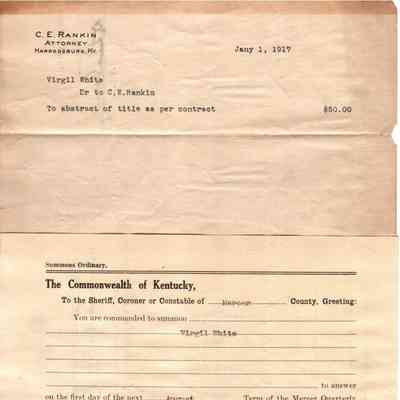 C. E. RANKIN
ATTORNEY
HARRODSBURG, KY.
Jany 1, 1917
Virgil White
Dr to C.E.Rankin
To abstract of title as per contract $50.00
Summons Ordinary.
The Commonwealth of Kentucky,
To the Sheriff, Coroner or Constable of Mercer County, Greeting:
You are commanded to summon
Virgil White
to answer
on the first day of the next August Term of the Mercer Quarterly